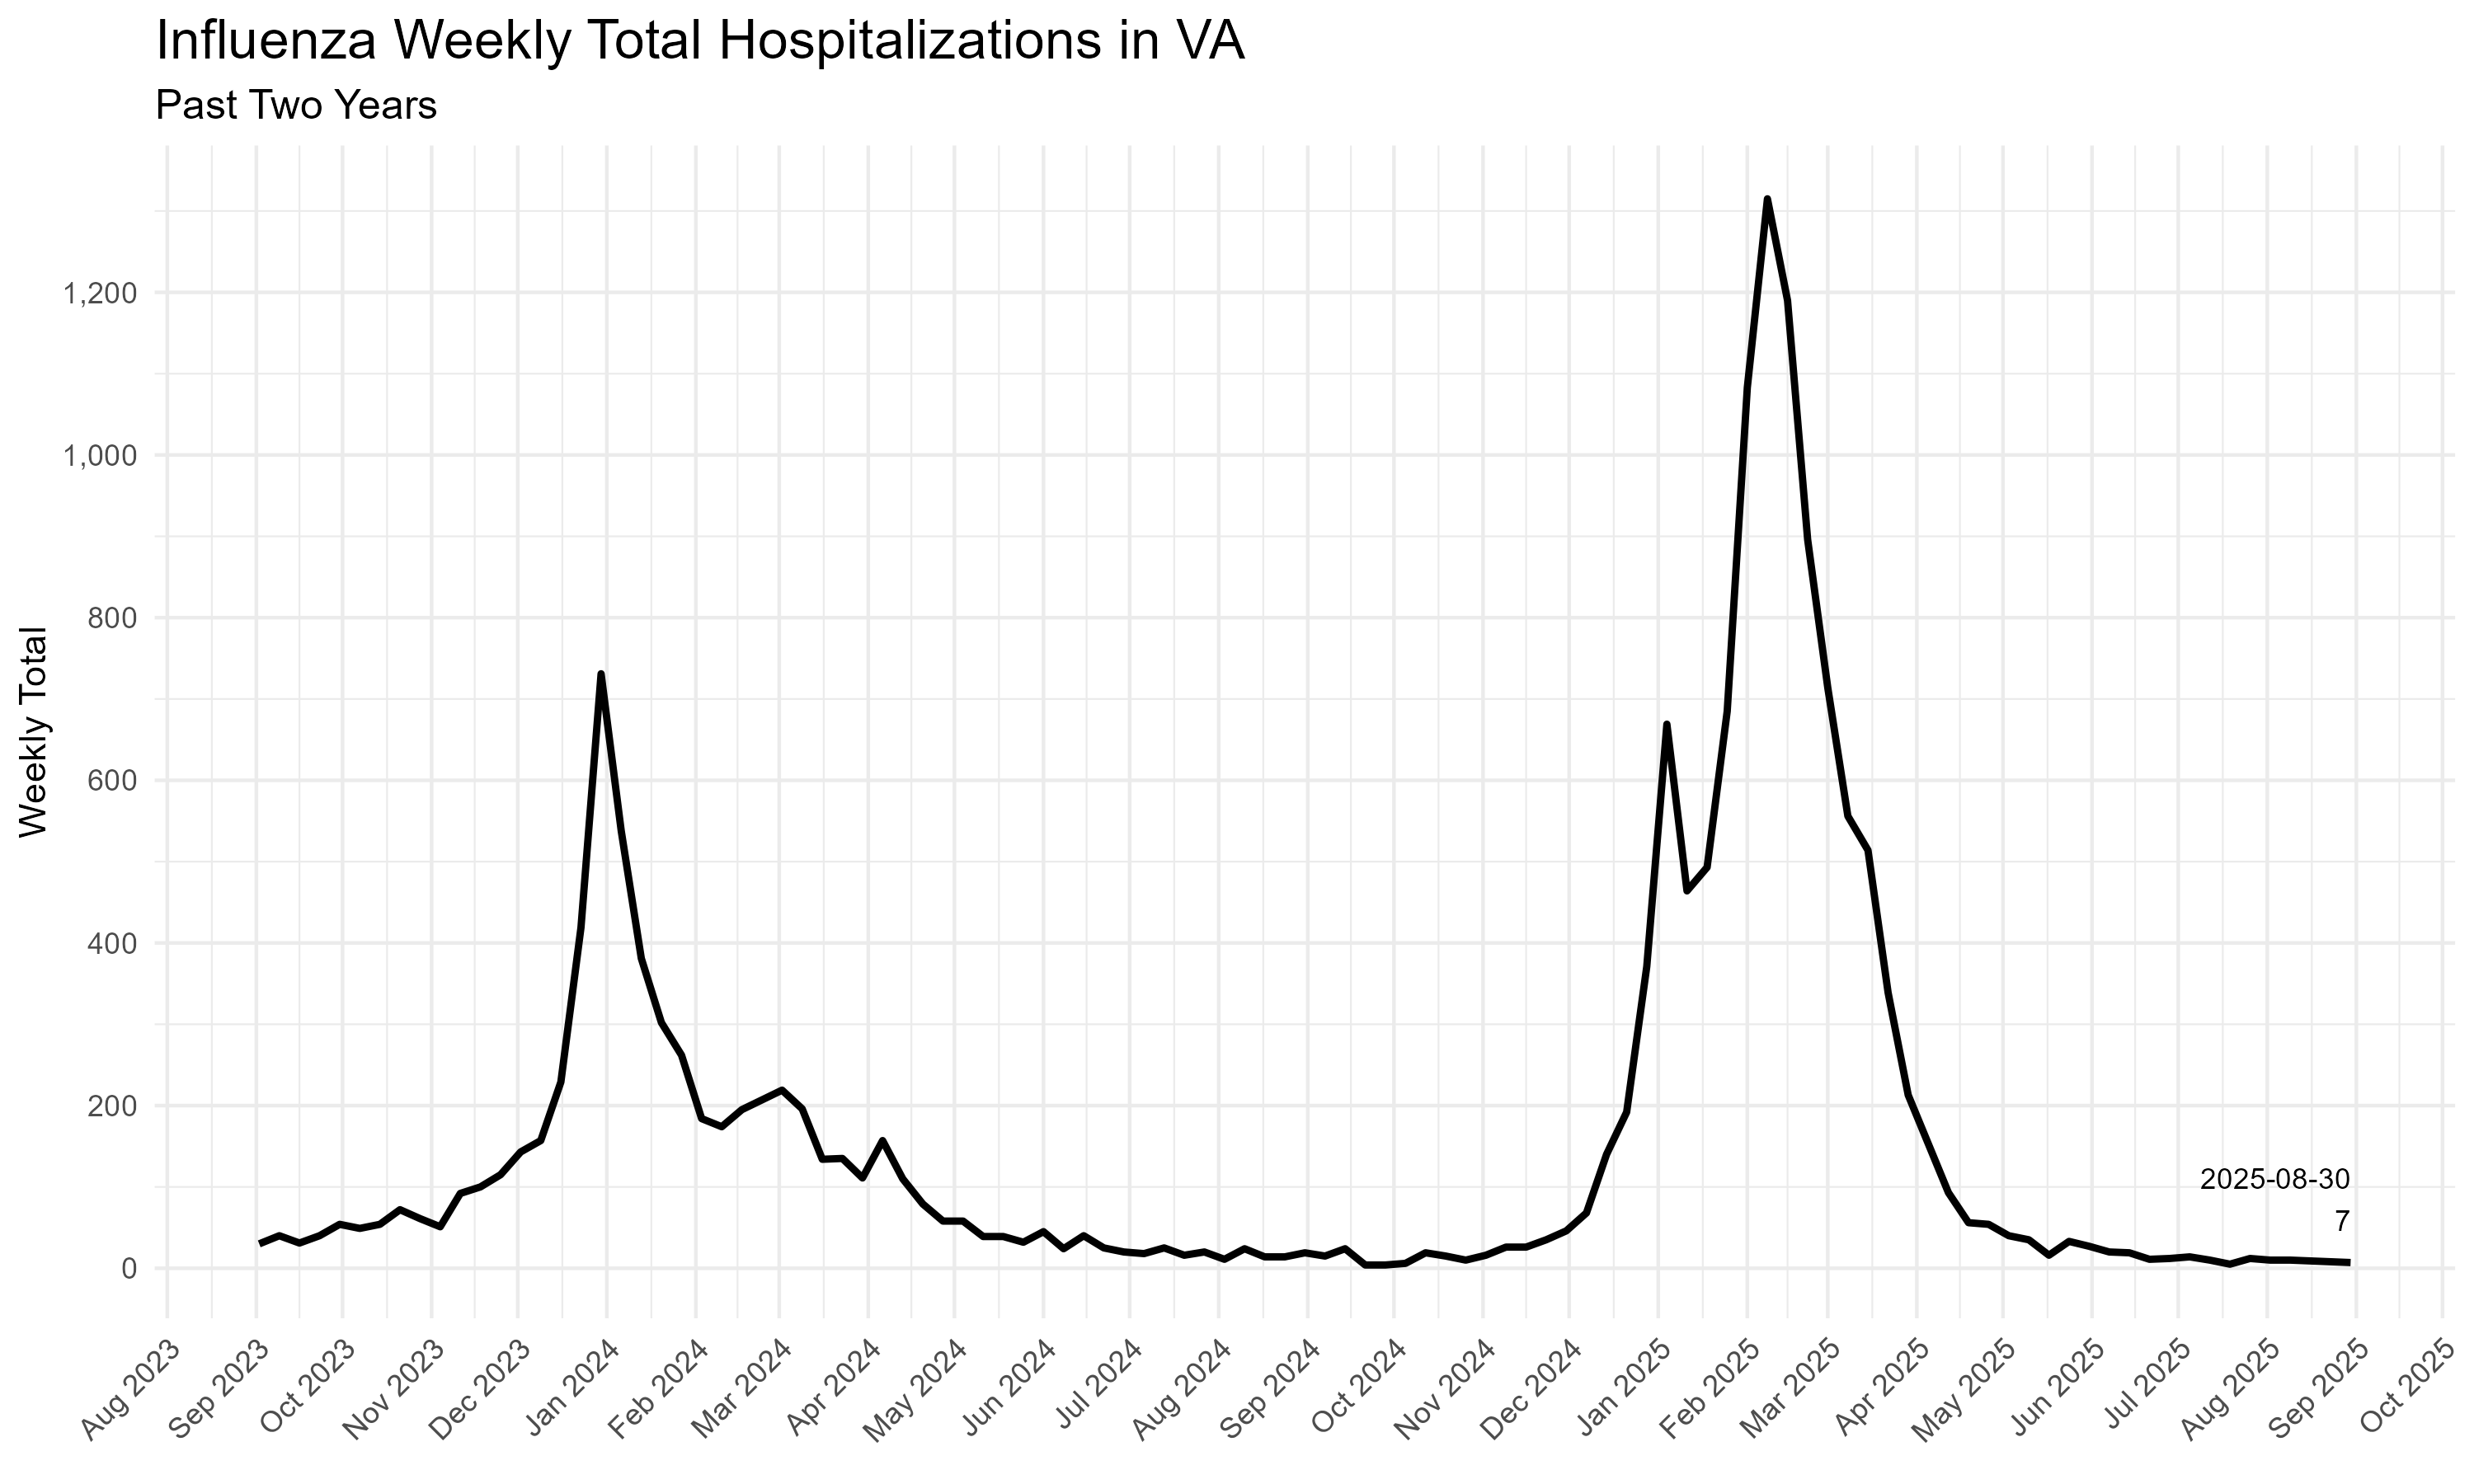 Influenza Weekly Total Hospitalizations in VA
Past Two Years
Weekly Total
1,200
1,000
800
600
400
200
0
2025-08-30
7
Aug 2023
Sep 2023
Oct 2023
Nov 2023
Dec 2023
Jan 2024
Feb 2024
Mar 2024
Apr 2024
May 2024
Jun 2024
Jul 2024
Aug 2024
Sep 2024
Oct 2024
Nov 2024
Dec 2024
Jan 2025
Feb 2025
Mar 2025
Apr 2025
May 2025
Jun 2025
Jul 2025
Aug 2025
Sep 2025
Oct 2025